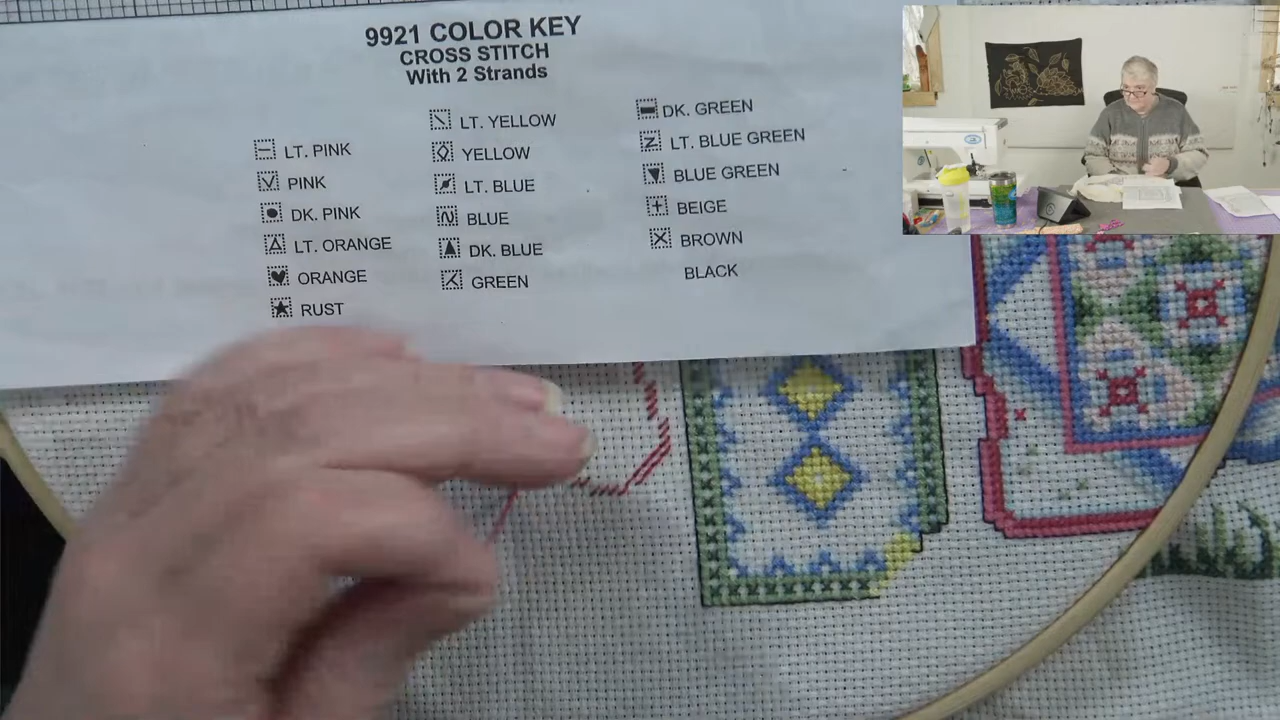 9921 COLOR KEY
CROSS STITCH
With 2 Strands
LT. PINK
PINK
DK. PINK
LT. ORANGE
ORANGE
RUST
LT. YELLOW
YELLOW
LT. BLUE
BLUE
DK. BLUE
GREEN
DK. GREEN
LT. BLUE GREEN
BLUE GREEN
BEIGE
BROWN
BLACK